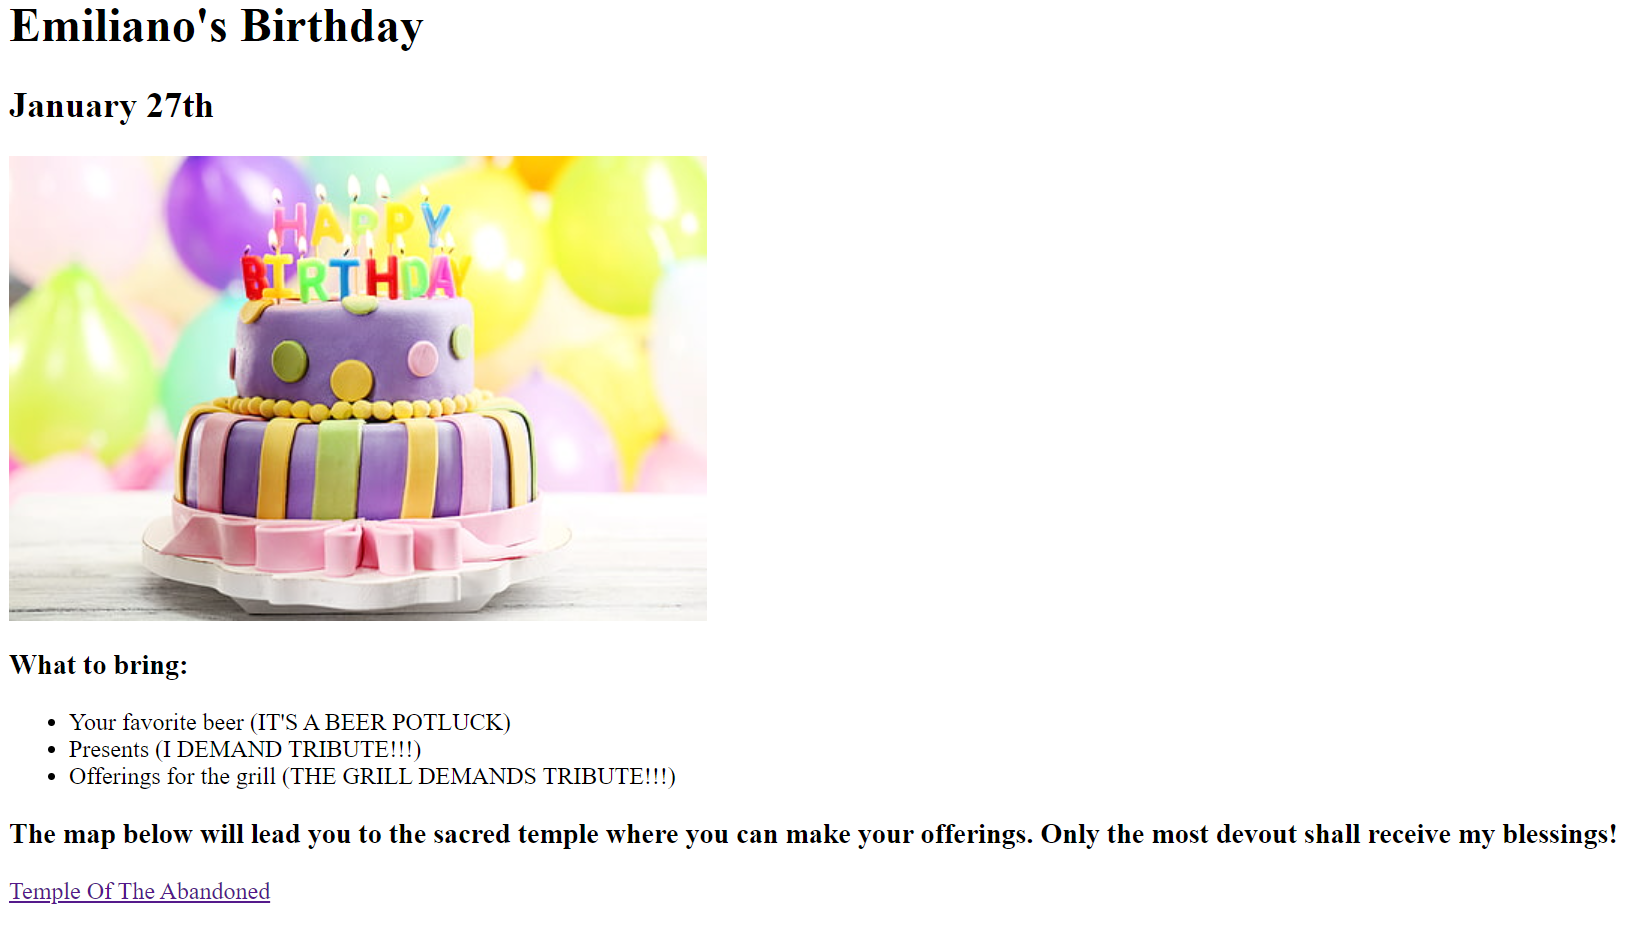 Emiliano's Birthday
January 27th
HAPPY
BIRTHDAY
What to bring:
Your favorite beer (IT'S A BEER POTLUCK)
Presents (I DEMAND TRIBUTE!!!)
Offerings for the grill (THE GRILL DEMANDS TRIBUTE!!!)
The map below will lead you to the sacred temple where you can make your offerings. Only the most devout shall receive my blessings!
Temple Of The Abandoned